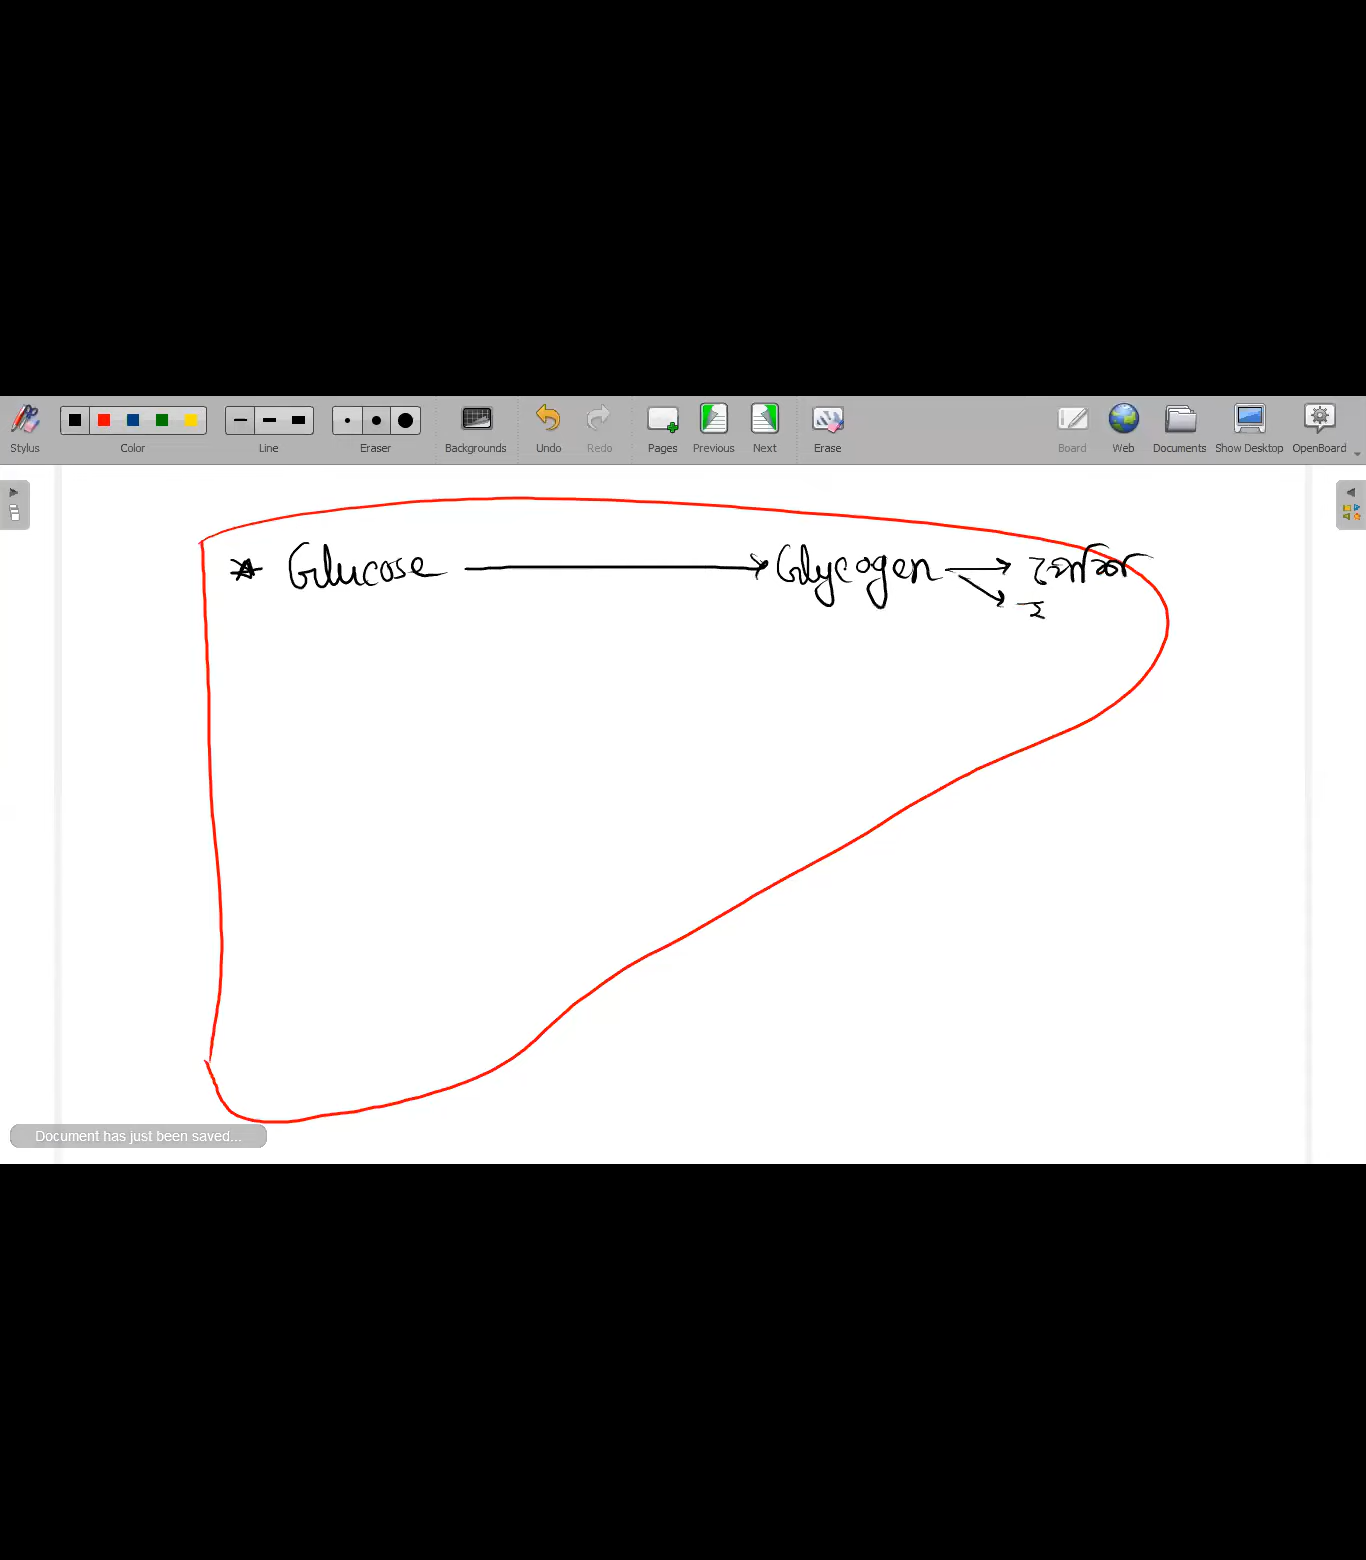 Stylus
Color
Line
Eraser
Backgrounds
Undo
Redo
Pages
Previous
Next
Erase
Board
Web
Documents
Show Desktop
OpenBoard
* Glucose → Glycogen →
Document has just been saved...